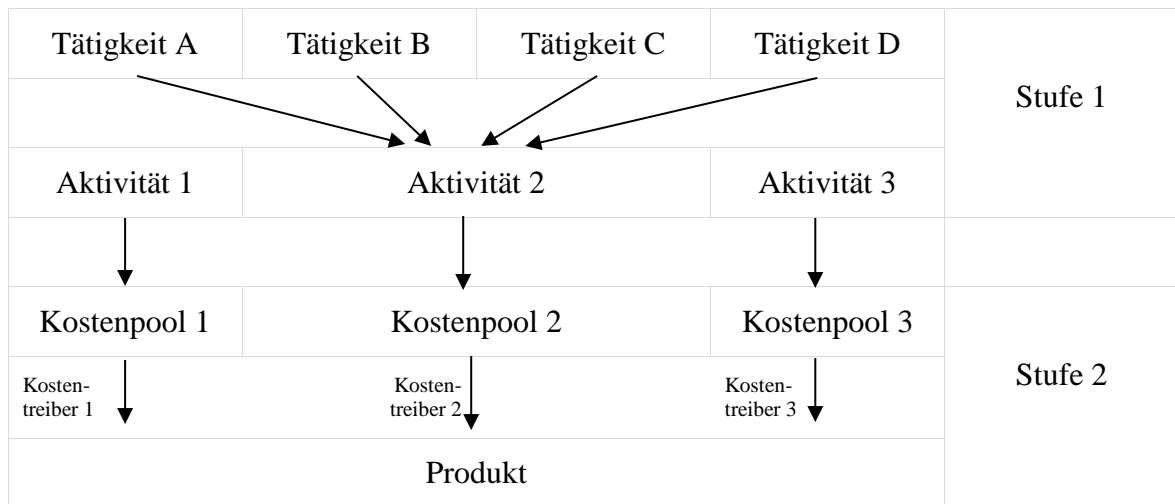 Tätigkeit A
Tätigkeit B
Tätigkeit C
Tätigkeit D
Stufe 1
Aktivität 1
Aktivität 2
Aktivität 3
Kostenpool 1
Kostenpool 2
Kostenpool 3
Stufe 2
Kosten-
treiber 1
Kosten-
treiber 2
Kosten-
treiber 3
Produkt